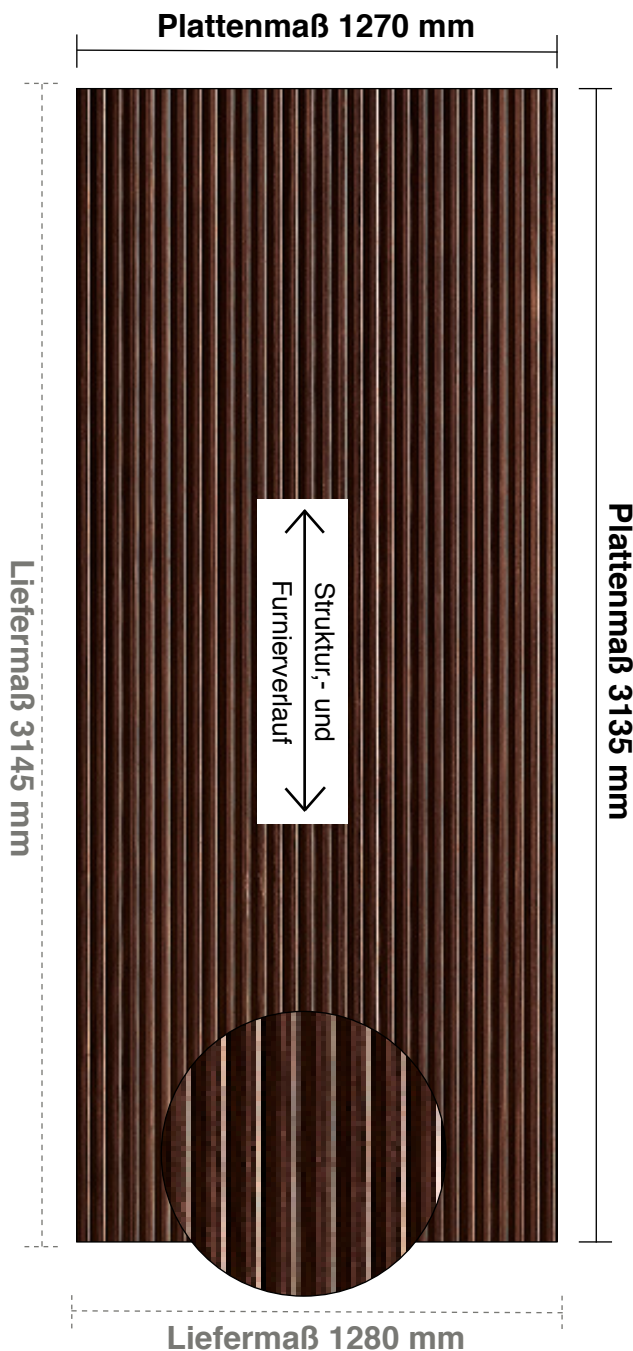 Plattenmaß 1270 mm
Plattenmaß 3135 mm
Liefermaß 3145 mm
Struktur,- und
Furnierverlauf
Liefermaß 1280 mm